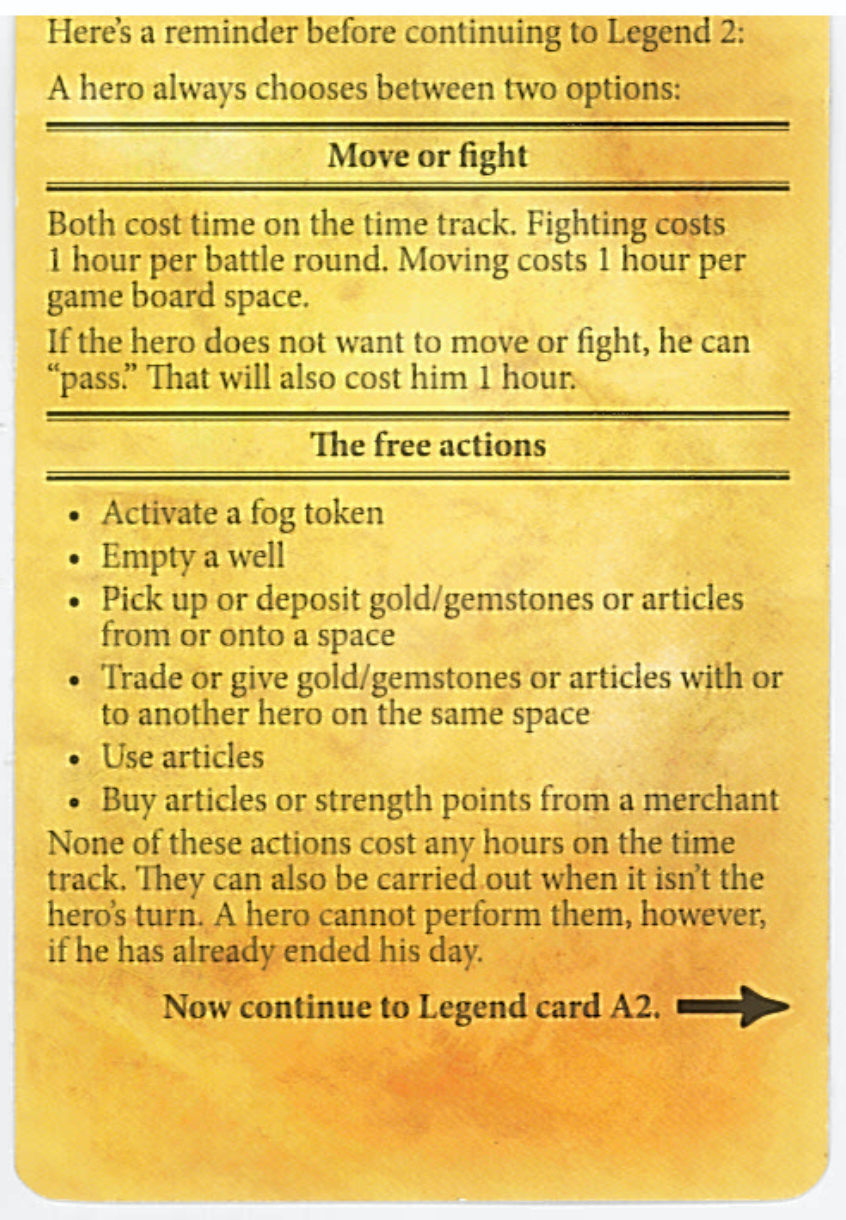 Here's a reminder before continuing to Legend 2:
A hero always chooses between two options:
Move or fight
Both cost time on the time track. Fighting costs
1 hour per battle round. Moving costs 1 hour per
game board space.
If the hero does not want to move or fight, he can
“pass.” That will also cost him 1 hour.
The free actions
• Activate a fog token
• Empty a well
• Pick up or deposit gold/gemstones or articles
from or onto a space
• Trade or give gold/gemstones or articles with or
to another hero on the same space
• Use articles
• Buy articles or strength points from a merchant
None of these actions cost any hours on the time
track. They can also be carried out when it isn't the
hero's turn. A hero cannot perform them, however,
if he has already ended his day.
Now continue to Legend card A2.